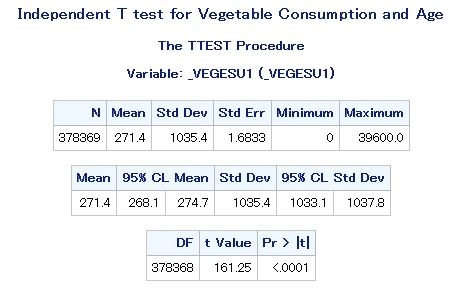 Independent T test for Vegetable Consumption and Age
The TTEST Procedure
Variable: _VEGESU1 (_VEGESU1)
N Mean Std Dev Std Err Minimum Maximum
378369 271.4 1035.4 1.6833 0 39600.0
Mean 95% CL Mean Std Dev 95% CL Std Dev
271.4 268.1 274.7 1035.4 1033.1 1037.8
DF t Value Pr > |t|
378368 161.25 <.0001